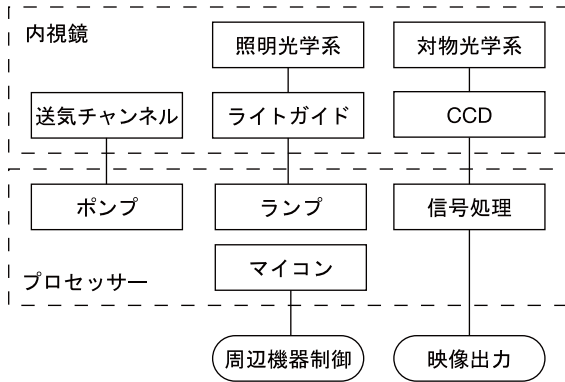 内視鏡
照明光学系
対物光学系
送気チャンネル
ライトガイド
CCD
ポンプ
ランプ
信号処理
マイコン
プロセッサー
周辺機器制御
映像出力